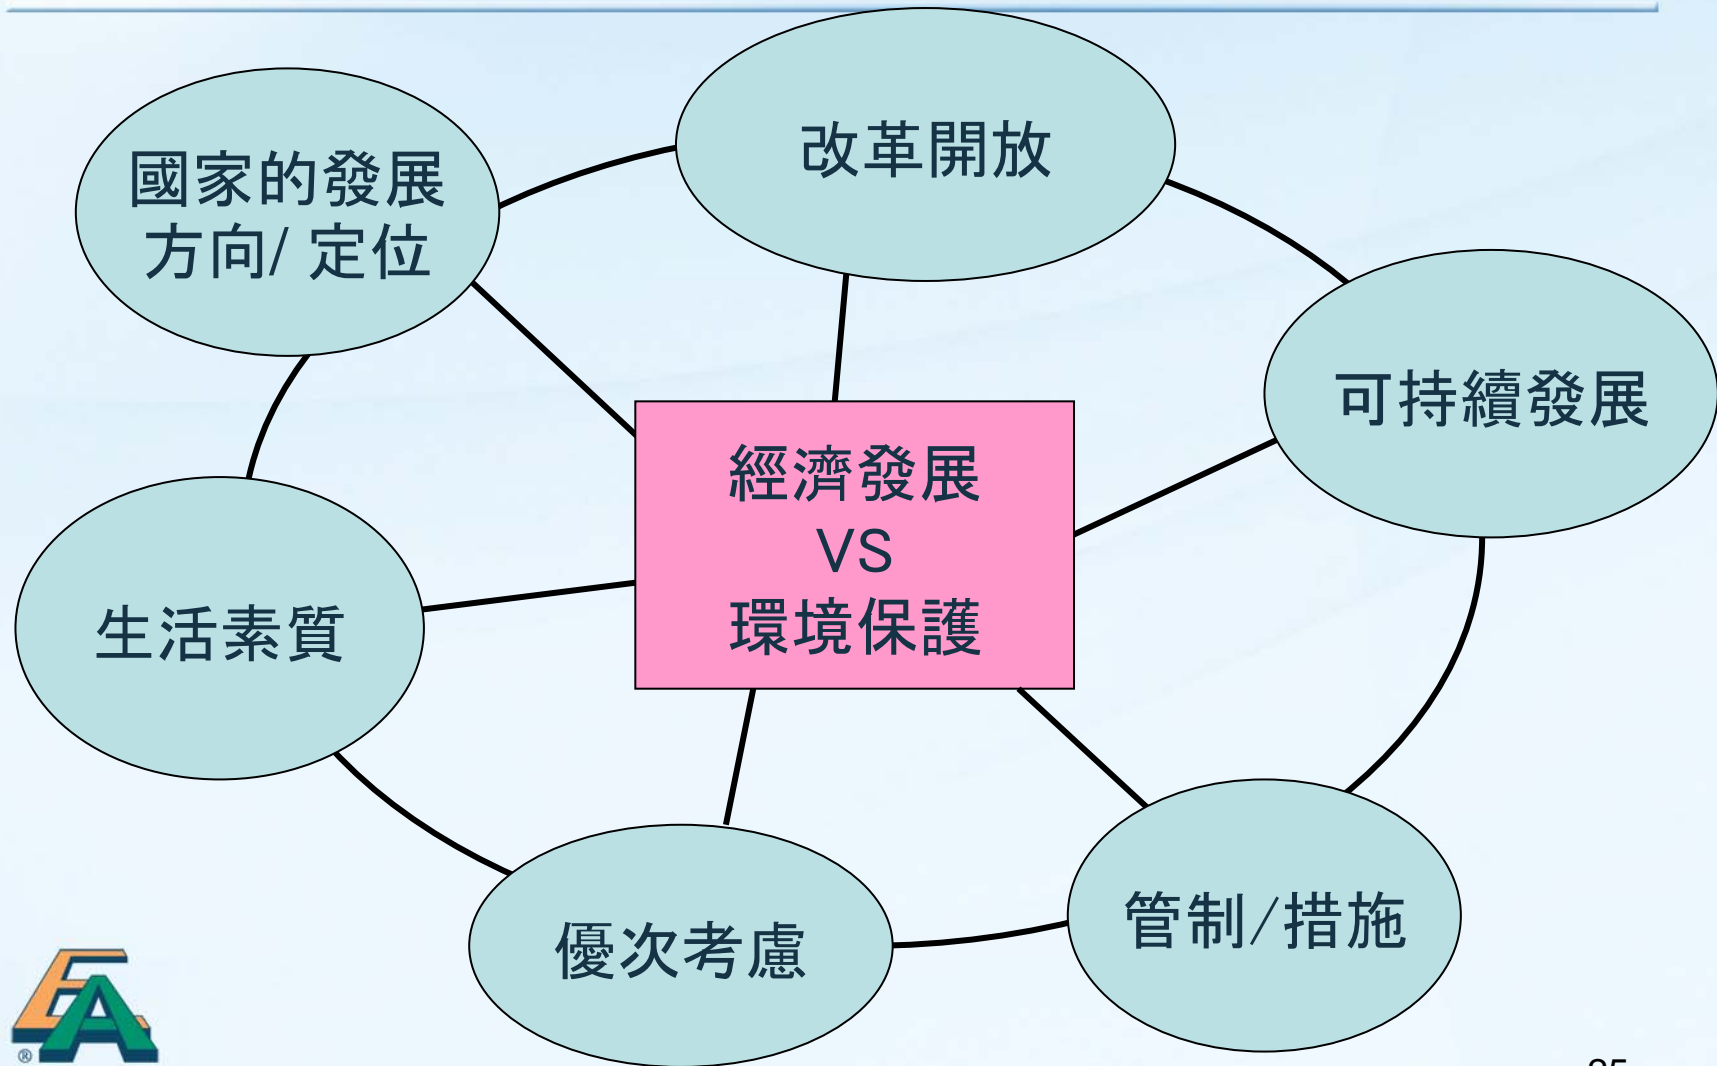 改革開放
國家的發展
方向/ 定位
可持續發展
經濟發展
VS
環境保護
生活素質
管制/措施
優次考慮
EA
®